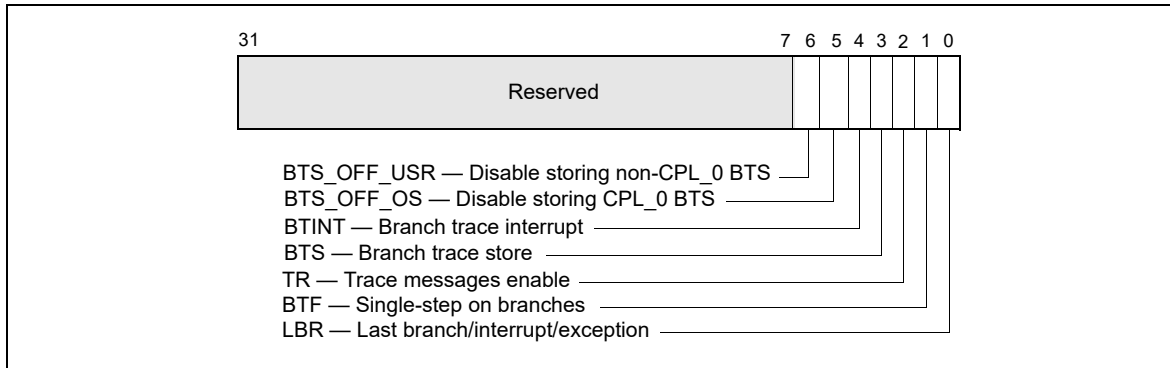 31 7 6 5 4 3 2 1 0
Reserved
BTS_OFF_USR — Disable storing non-CPL_0 BTS
BTS_OFF_OS — Disable storing CPL_0 BTS
BTINT — Branch trace interrupt
BTS — Branch trace store
TR — Trace messages enable
BTF — Single-step on branches
LBR — Last branch/interrupt/exception